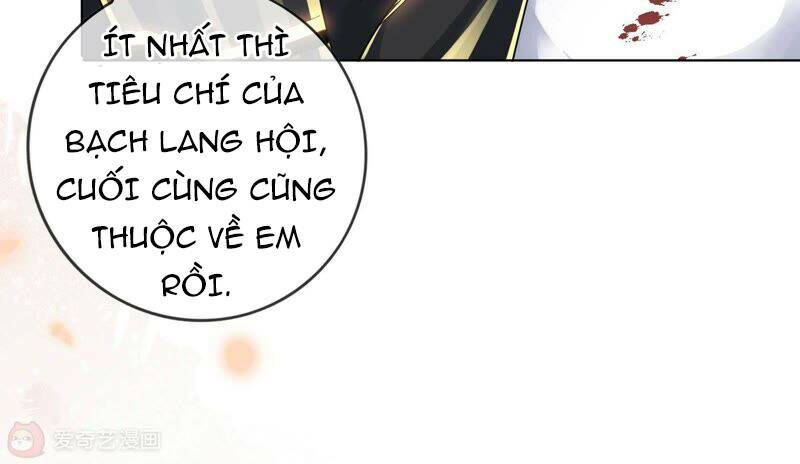 ÍT NHẤT THÌ
TIÊU CHÍ CỦA
BẠCH LANG HỘI,
CUỐI CÙNG CŨNG
THUỘC VỀ EM
RỒI.
爱奇艺漫画